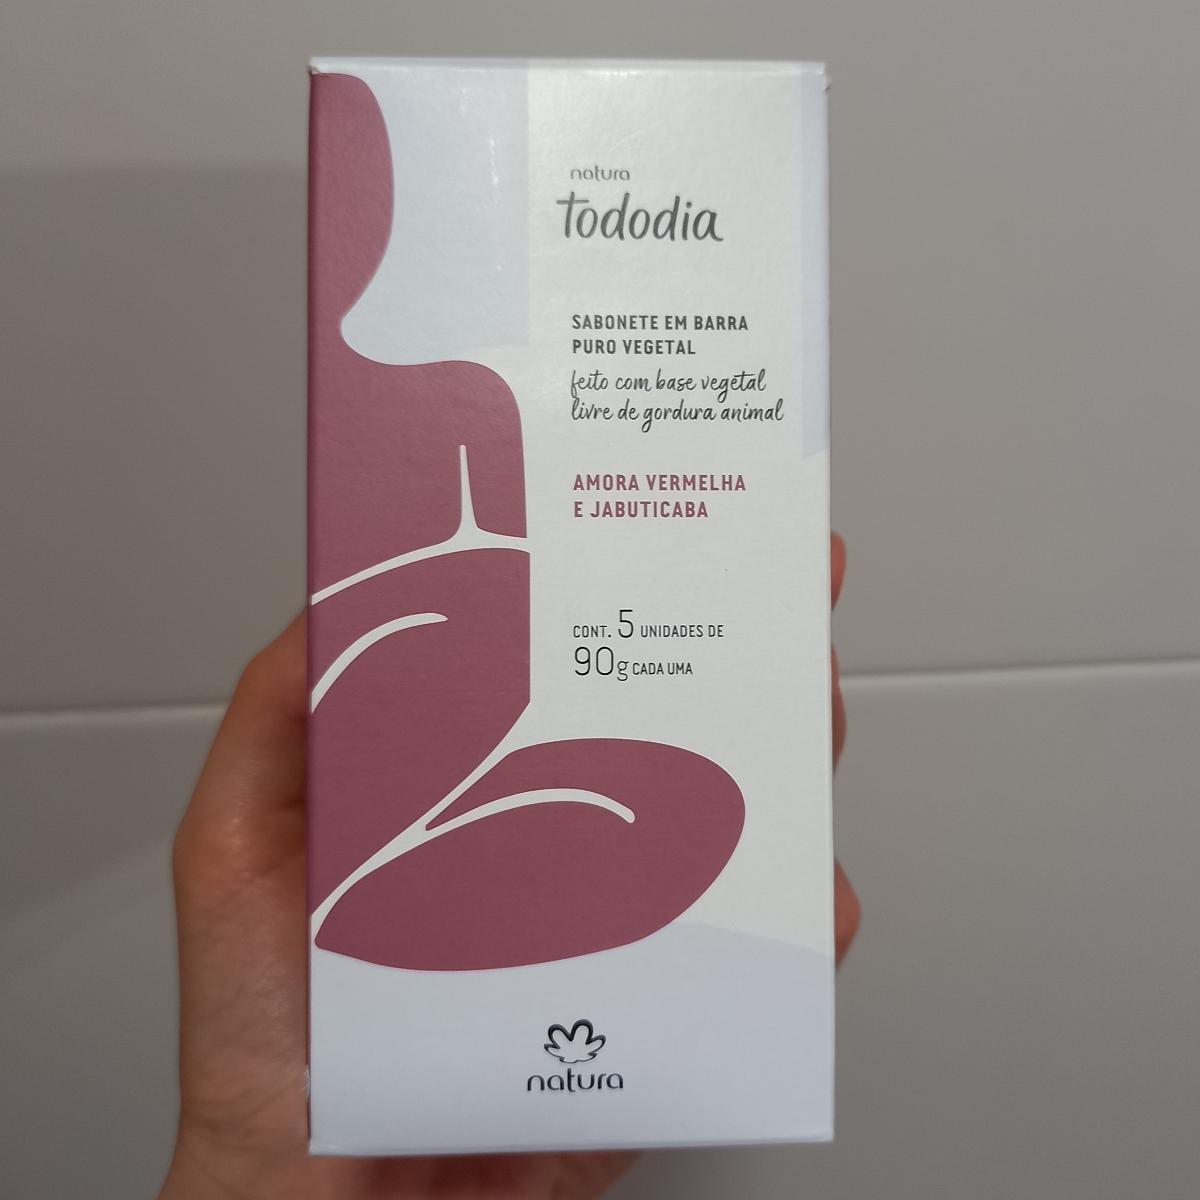 natura
tododia
SABONETE EM BARRA
PURO VEGETAL
feito com base vegetal
livre de gordura animal
AMORA VERMELHA
E JABUTICABA
CONT. 5 UNIDADES DE
90g CADA UMA
natura